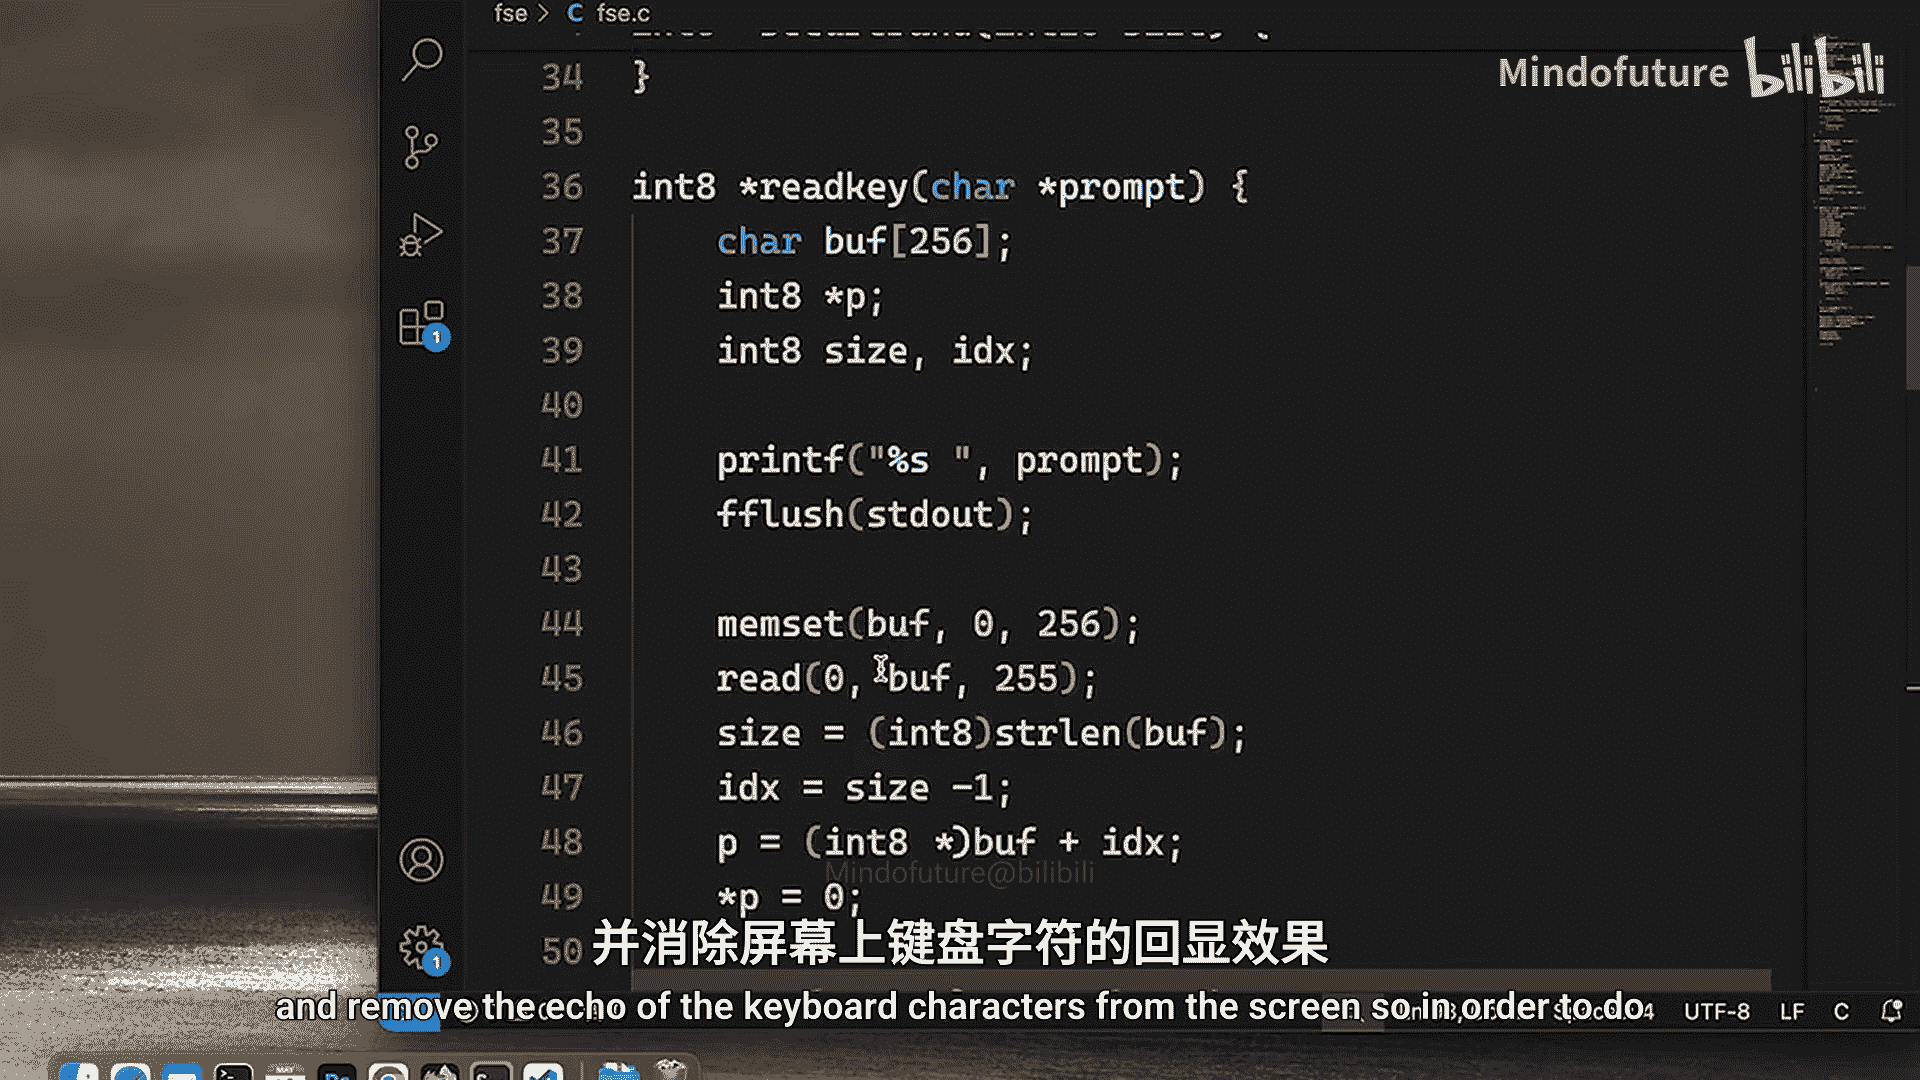 fse > C fse.c
Mindofuture bilibili
34 }
35
36 int8 *readkey(char *prompt) {
37 char buf[256];
38 int8 *p;
39 int8 size, idx;
40
41 printf("%s ", prompt);
42 fflush(stdout);
43
44 memset(buf, 0, 256);
45 read(0, buf, 255);
46 size = (int8)strlen(buf);
47 idx = size -1;
48 p = (int8 *)buf + idx;
Mindofuture@bilibili
49 *p = 0;
50
并消除屏幕上键盘字符的回显效果
and remove the echo of the keyboard characters from the screen so in order to do
UTF-8 LF C
1
1